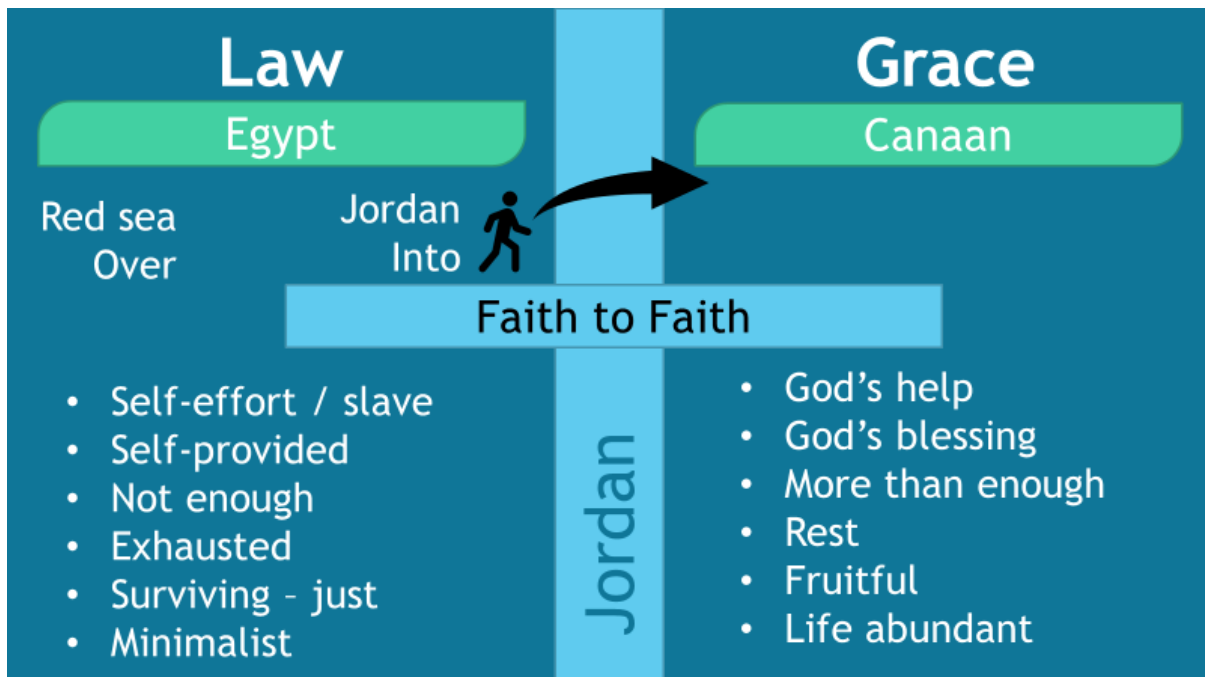 Law
Egypt
Red sea
Over
Jordan
Into
Grace
Canaan
Faith to Faith
• Self-effort / slave
• Self-provided
• Not enough
• Exhausted
• Surviving – just
• Minimalist
Jordan
• God’s help
• God’s blessing
• More than enough
• Rest
• Fruitful
• Life abundant